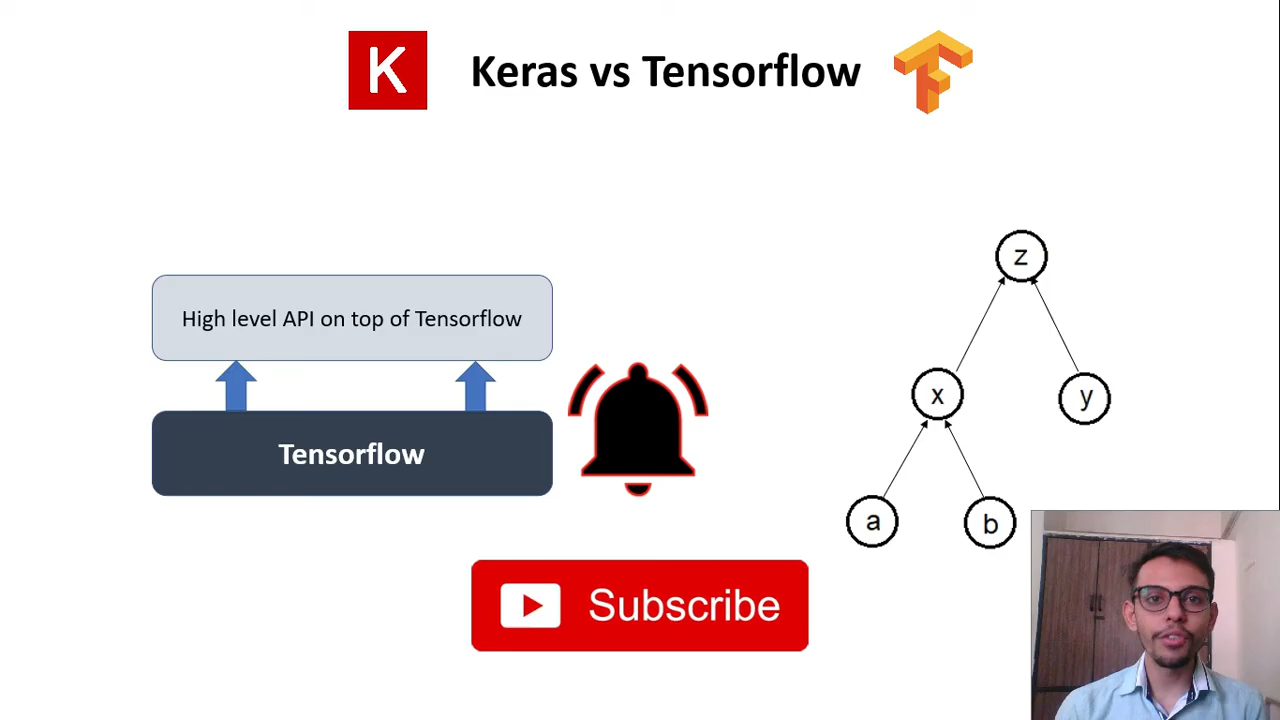 K
Keras vs Tensorflow
High level API on top of Tensorflow
Tensorflow
Subscribe
z
x
y
a
b